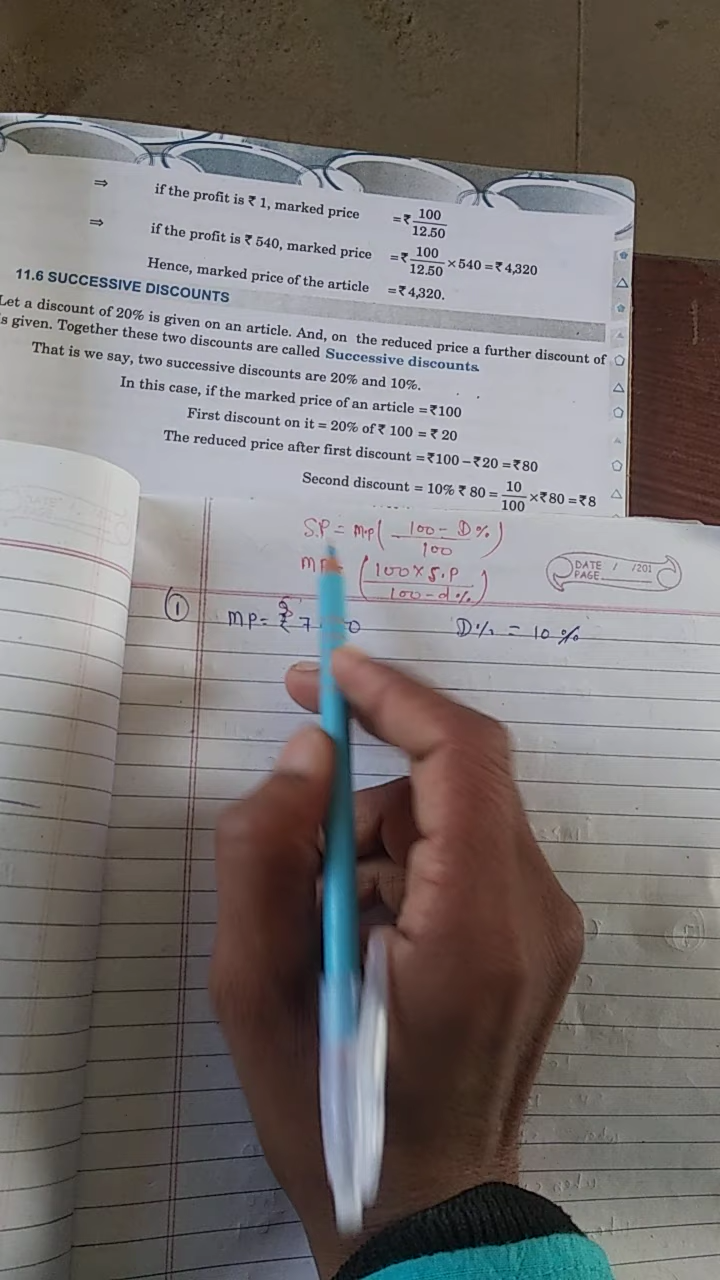 ⇒ if the profit is ₹ 1, marked price =₹ 100/12.50
⇒ if the profit is ₹ 540, marked price =₹ 100/12.50 ×540 =₹4,320
Hence, marked price of the article =₹4,320.
11.6 SUCCESSIVE DISCOUNTS
Let a discount of 20% is given on an article. And, on the reduced price a further discount of
is given. Together these two discounts are called Successive discounts.
That is we say, two successive discounts are 20% and 10%.
In this case, if the marked price of an article =₹100
First discount on it = 20% of ₹ 100 =₹ 20
The reduced price after first discount =₹100 –₹20 =₹80
Second discount = 10% ₹ 80 = 10/100 ×₹80 =₹8
S.P = M.P ( 100 - D% / 100 )
MP= ( 100 × S.P / 100 - d% )
DATE / /201
PAGE
① MP= ₹ D% = 10%